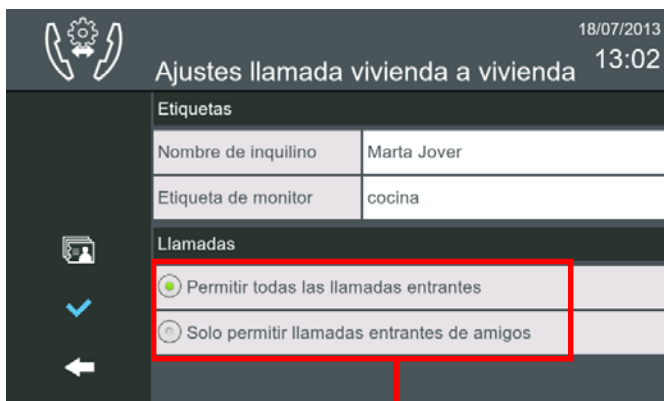 18/07/2013
13:02
Ajustes llamada vivienda a vivienda
Etiquetas
Nombre de inquilino Marta Jover
Etiqueta de monitor cocina
Llamadas
Permitir todas las llamadas entrantes
Solo permitir llamadas entrantes de amigos